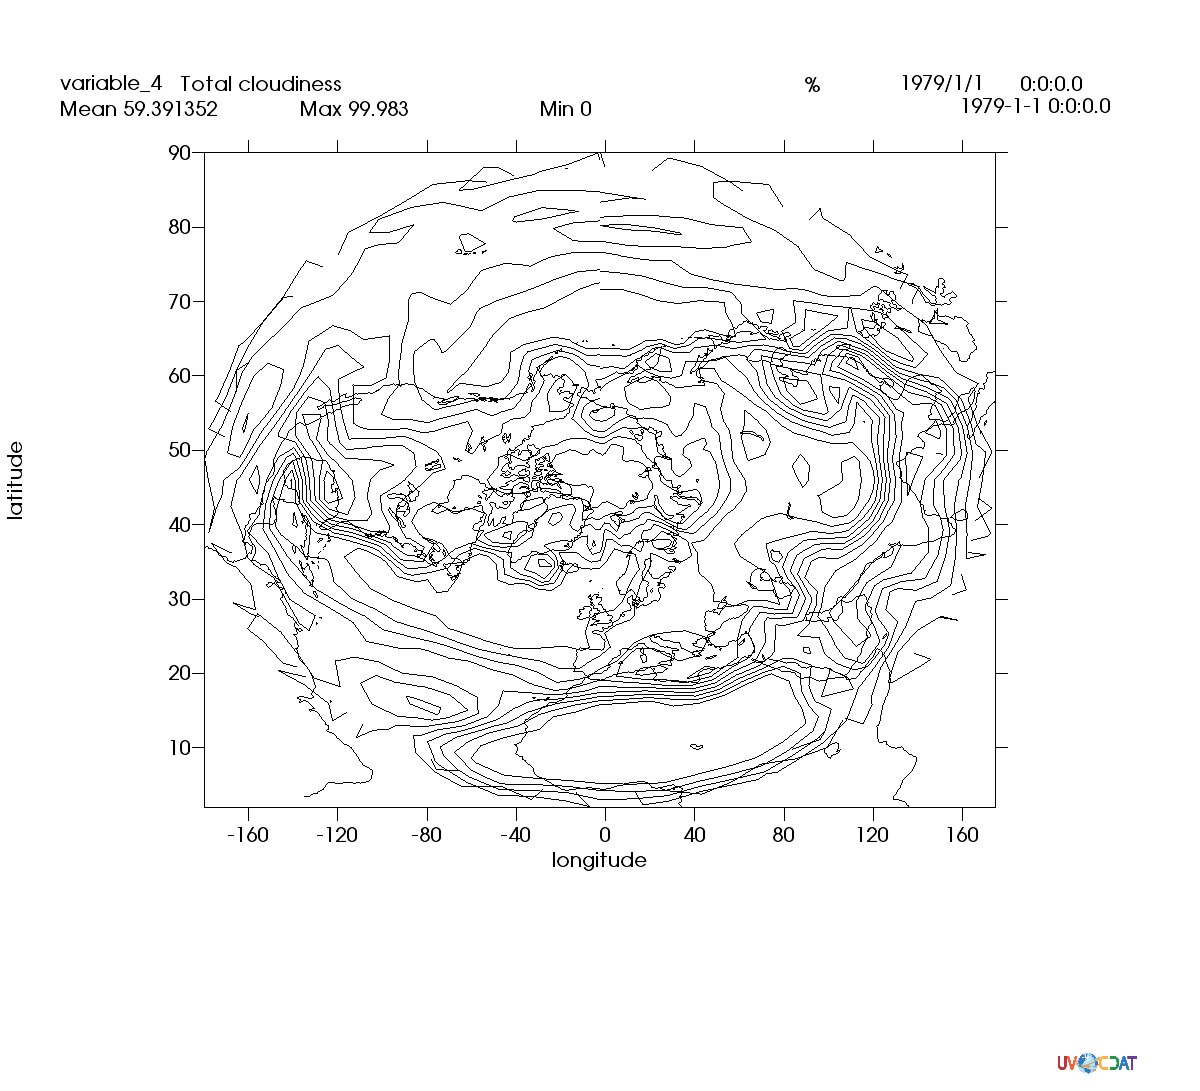 variable_4 Total cloudiness % 1979/1/1 0:0:0.0
Mean 59.391352 Max 99.983 Min 0 1979-1-1 0:0:0.0
90
80
70
60
50
40
30
20
10
latitude
-160 -120 -80 -40 0 40 80 120 160
longitude
UV CDAT